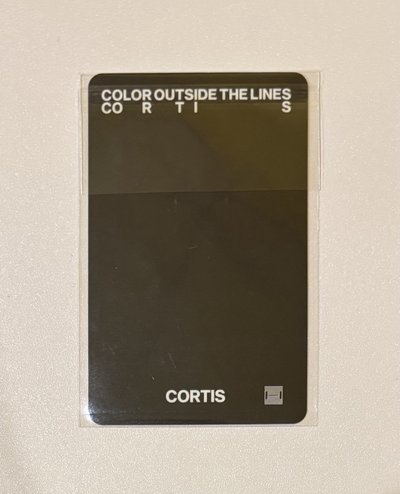 COLOR OUTSIDE THE LINES
CO R T I S
CORTIS